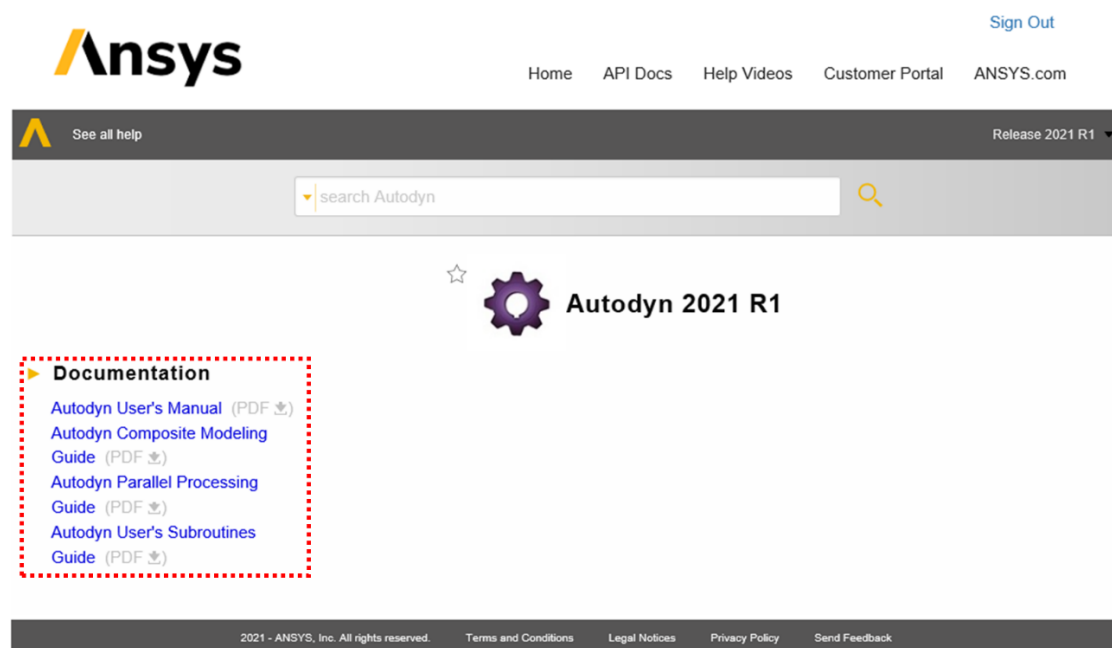 Sign Out
Ansys
Home API Docs Help Videos Customer Portal ANSYS.com
See all help
Release 2021 R1
search Autodyn
Autodyn 2021 R1
Documentation
Autodyn User's Manual (PDF)
Autodyn Composite Modeling
Guide (PDF)
Autodyn Parallel Processing
Guide (PDF)
Autodyn User's Subroutines
Guide (PDF)
2021 - ANSYS, Inc. All rights reserved. Terms and Conditions Legal Notices Privacy Policy Send Feedback